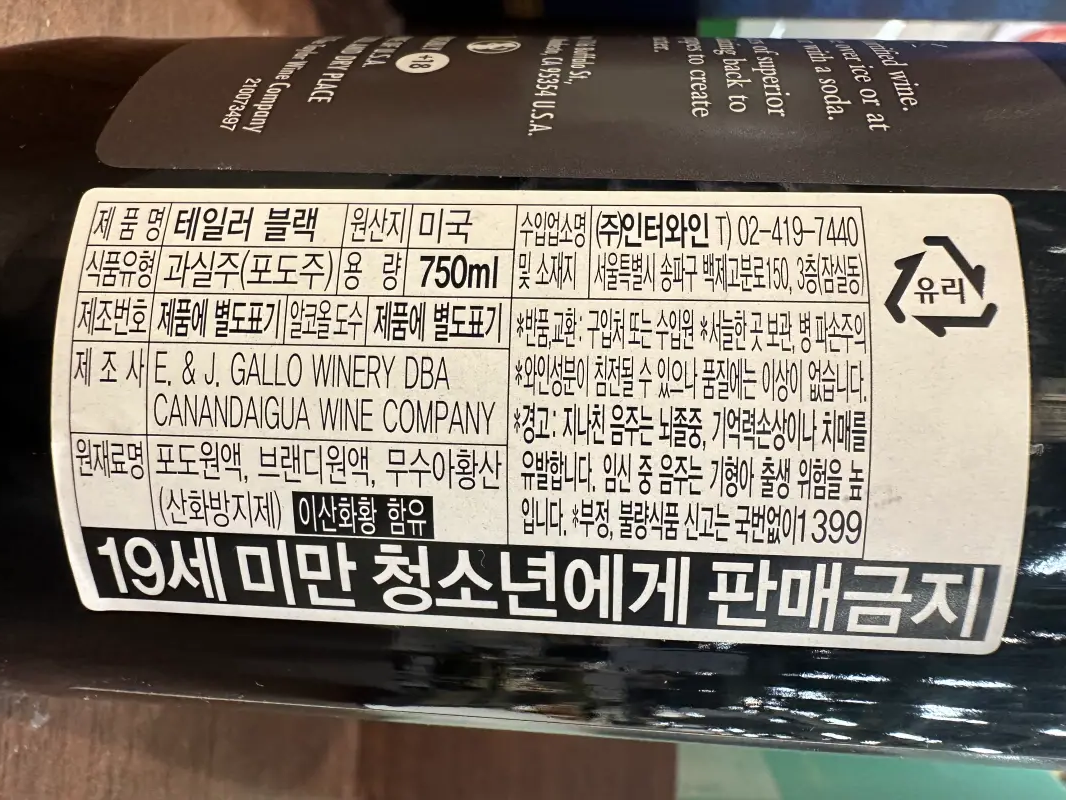 ified wine.
over ice or at
with a soda.
of superior
ing back to
ges to create
Modesto, CA 95354 U.S.A.
+18
PLACE
Wine Company
210073497
제품명 테일러 블랙 원산지 미국
식품유형 과실주(포도주) 용량 750ml
제조번호 제품에 별도표기 알코올 도수 제품에 별도표기
제조사 E. & J. GALLO WINERY DBA
CANANDAIGUA WINE COMPANY
원재료명 포도원액, 브랜디원액, 무수아황산
(산화방지제) 이산화황 함유
수입업소명 (주)인터와인 T) 02-419-7440
및 소재지 서울특별시 송파구 백제고분로150, 3층(잠실동)
*반품,교환 : 구입처 또는 수입원 *서늘한 곳 보관, 병 파손주의
*와인성분이 침전될 수 있으나 품질에는 이상이 없습니다.
*경고 : 지나친 음주는 뇌졸중, 기억력손상이나 치매를
유발합니다. 임신 중 음주는 기형아 출생 위험을 높
입니다. *부정, 불량식품 신고는 국번없이1399
유리
19세 미만 청소년에게 판매금지